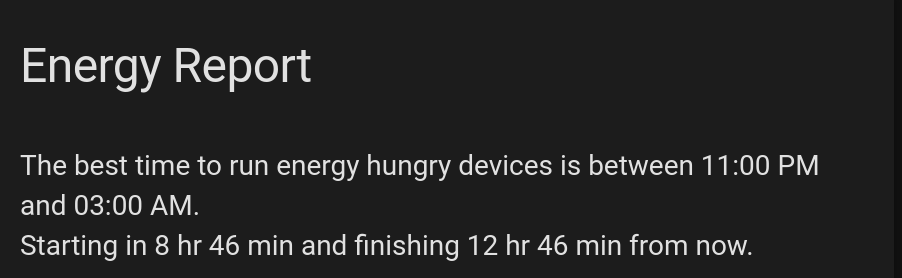 Energy Report
The best time to run energy hungry devices is between 11:00 PM
and 03:00 AM.
Starting in 8 hr 46 min and finishing 12 hr 46 min from now.